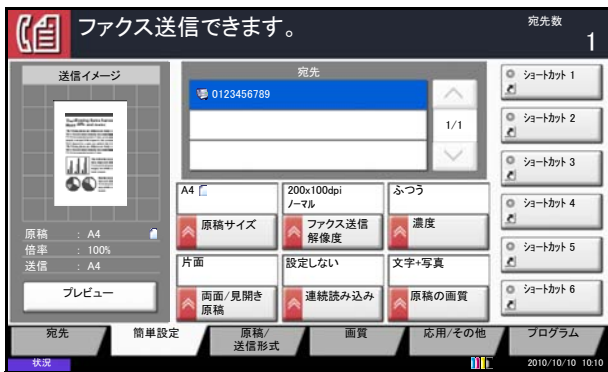 ファクス送信できます。
宛先数
1
送信イメージ
原稿 : A4
倍率 : 100%
送信 : A4
プレビュー
宛先
0123456789
1/1
A4
原稿サイズ
200x100dpi
ノーマル
ファクス送信
解像度
ふつう
濃度
片面
両面/見開き
原稿
設定しない
連続読み込み
文字+写真
原稿の画質
ショートカット 1
ショートカット 2
ショートカット 3
ショートカット 4
ショートカット 5
ショートカット 6
宛先
簡単設定
原稿/
送信形式
画質
応用/その他
プログラム
状況
2010/10/10 10:10